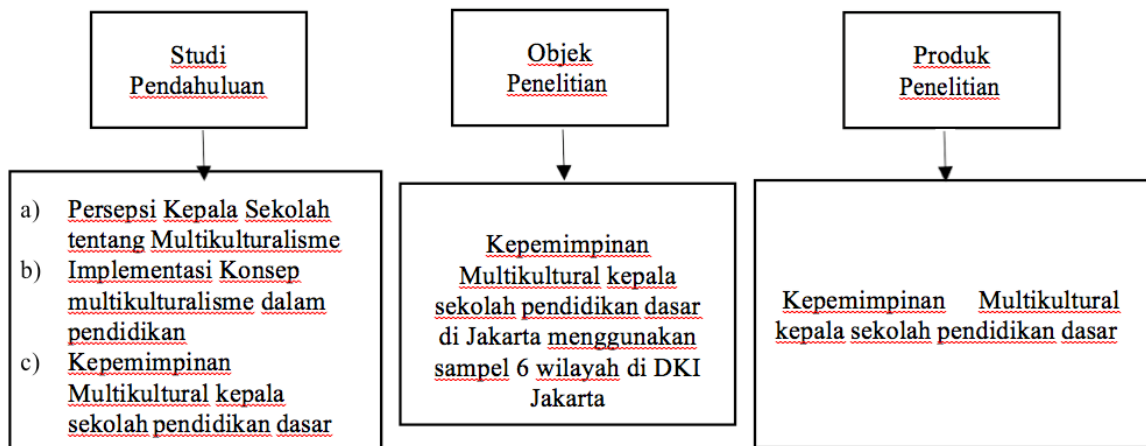 Studi
Pendahuluan
Objek
Penelitian
Produk
Penelitian
a) Persepsi Kepala Sekolah
tentang Multikulturalisme
b) Implementasi Konsep
multikulturalisme dalam
pendidikan
c) Kepemimpinan
Multikultural kepala
sekolah pendidikan dasar
Kepemimpinan
Multikultural kepala
sekolah pendidikan dasar
di Jakarta menggunakan
sampel 6 wilayah di DKI
Jakarta
Kepemimpinan Multikultural
kepala sekolah pendidikan dasar